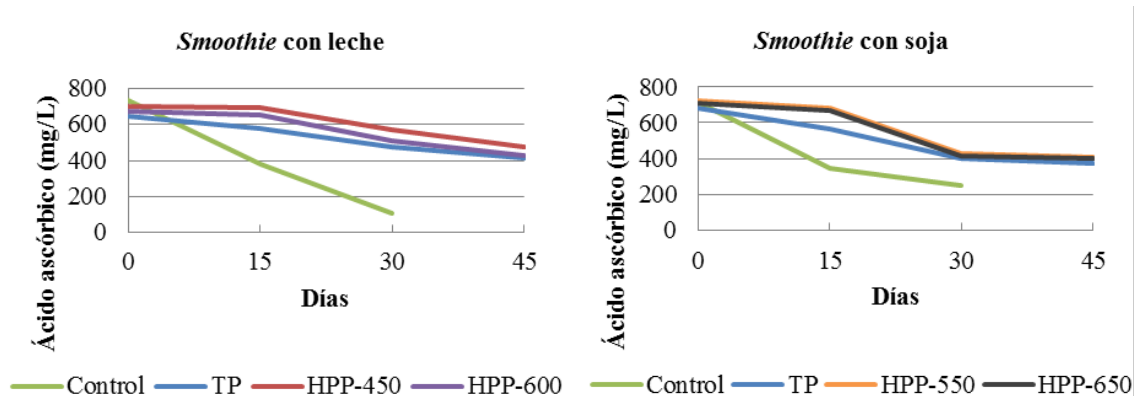 Smoothie con leche
Ácido ascórbico (mg/L)
800
600
400
200
0
0 15 30 45
Días
Control TP HPP-450 HPP-600
Smoothie con soja
Ácido ascórbico (mg/L)
800
600
400
200
0
0 15 30 45
Días
Control TP HPP-550 HPP-650